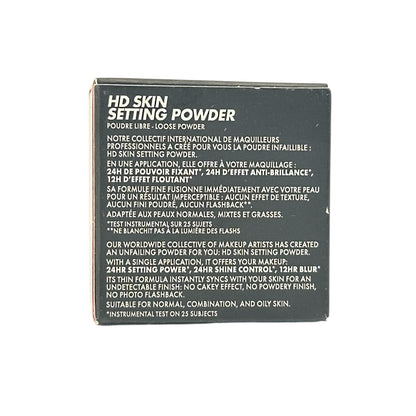 HD SKIN
SETTING POWDER
POUDRE LIBRE - LOOSE POWDER
NOTRE COLLECTIF INTERNATIONAL DE MAQUILLEURS
PROFESSIONNELS A CRÉÉ POUR VOUS LA POUDRE INFAILLIBLE :
HD SKIN SETTING POWDER.
EN UNE APPLICATION, ELLE OFFRE À VOTRE MAQUILLAGE :
24H DE POUVOIR FIXANT*, 24H D'EFFET ANTI-BRILLANCE*,
12H D'EFFET FLOUTANT*
SA FORMULE FINE FUSIONNE IMMÉDIATEMENT AVEC VOTRE PEAU
POUR UN RÉSULTAT IMPERCEPTIBLE : AUCUN EFFET DE TEXTURE,
AUCUN FINI POUDRÉ, AUCUN FLASHBACK**.
ADAPTÉE AUX PEAUX NORMALES, MIXTES ET GRASSES.
*TEST INSTRUMENTAL SUR 25 SUJETS
**NE BLANCHIT PAS À LA LUMIÈRE DES FLASHS
OUR WORLDWIDE COLLECTIVE OF MAKEUP ARTISTS HAS CREATED
AN UNFAILING POWDER FOR YOU: HD SKIN SETTING POWDER.
WITH A SINGLE APPLICATION, IT OFFERS YOUR MAKEUP:
24HR SETTING POWER*, 24HR SHINE CONTROL*, 12HR BLUR*
ITS THIN FORMULA INSTANTLY SYNCS WITH YOUR SKIN FOR AN
UNDETECTABLE FINISH: NO CAKEY EFFECT, NO POWDERY FINISH,
NO PHOTO FLASHBACK.
SUITABLE FOR NORMAL, COMBINATION, AND OILY SKIN.
*INSTRUMENTAL TEST ON 25 SUBJECTS